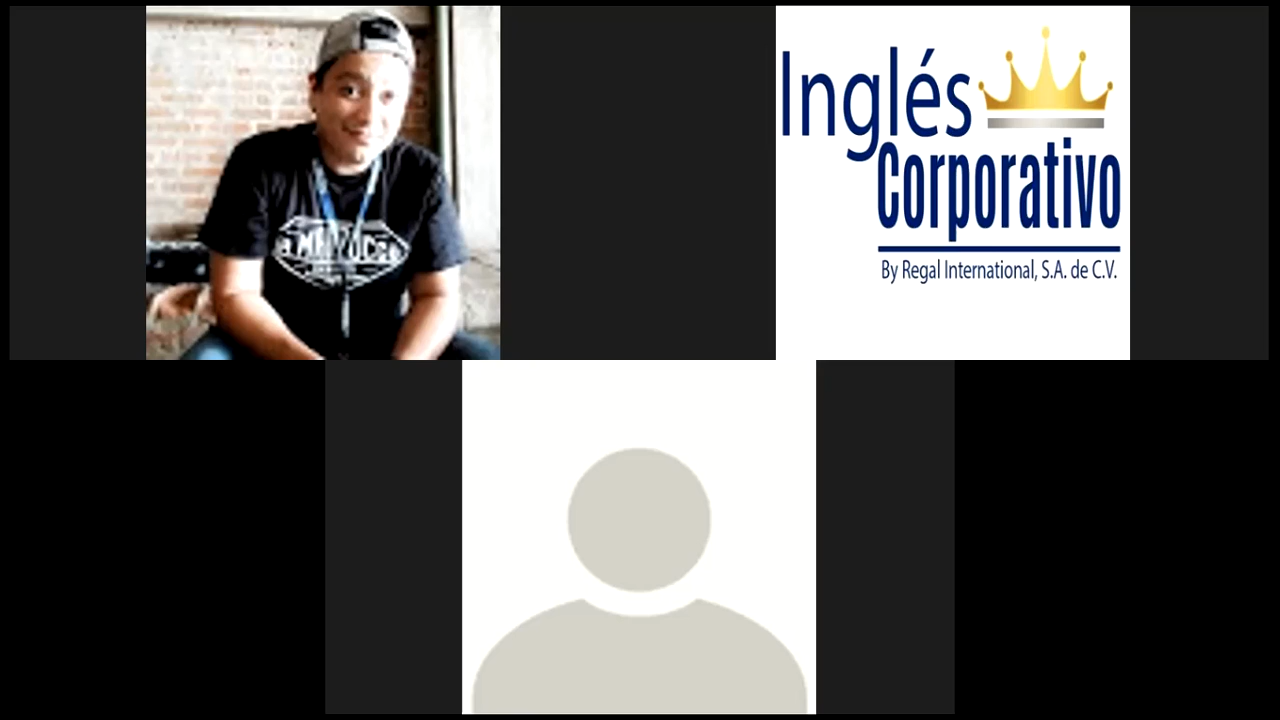 Inglés
Corporativo
By Regal International, S.A. de C.V.